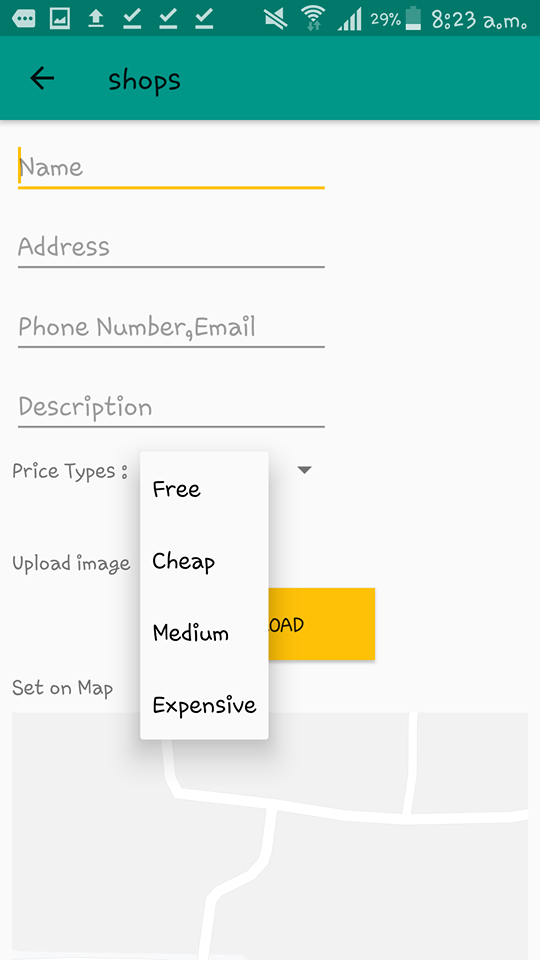 29% 8:23 a.m.
shops
Name
Address
Phone Number,Email
Description
Price Types :
Free
Cheap
Medium
Expensive
Upload image
OAD
Set on Map